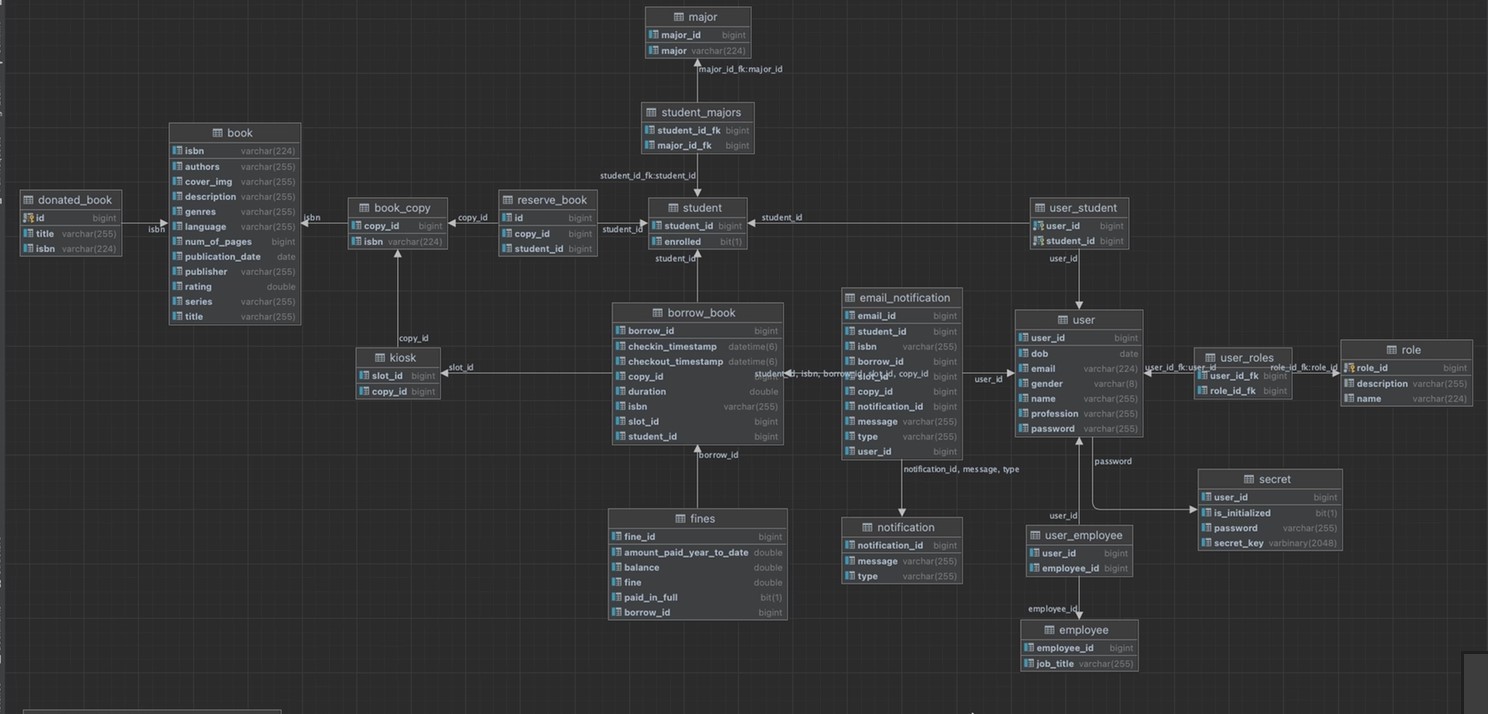 major
major_id bigint
major varchar(224)
major_id_fk:major_id
student_majors
student_id_fk bigint
major_id_fk bigint
student_id_fk:student_id
book
isbn varchar(224)
authors varchar(255)
cover_img varchar(255)
description varchar(255)
genres varchar(255)
language varchar(255)
num_of_pages bigint
publication_date date
publisher varchar(255)
rating double
series varchar(255)
title varchar(255)
donated_book
id bigint
title varchar(255)
isbn varchar(224)
isbn
isbn
book_copy
copy_id bigint
isbn varchar(224)
copy_id
reserve_book
id bigint
copy_id bigint
student_id bigint
student_id
student
student_id bigint
enrolled bit(1)
student_id
user_student
user_id bigint
student_id bigint
student_id
user_id
copy_id
kiosk
slot_id bigint
copy_id bigint
slot_id
borrow_book
borrow_id bigint
checkin_timestamp datetime(6)
checkout_timestamp datetime(6)
copy_id bigint
duration double
isbn varchar(255)
slot_id bigint
student_id bigint
student_id, isbn, borrow_id, slot_id, copy_id
email_notification
email_id bigint
student_id bigint
isbn varchar(255)
borrow_id bigint
slot_id bigint
copy_id bigint
notification_id bigint
message varchar(255)
type varchar(255)
user_id bigint
user_id
user
user_id bigint
dob date
email varchar(224)
gender varchar(8)
name varchar(255)
profession varchar(255)
password varchar(255)
user_id_fk:user_id
user_roles
user_id_fk bigint
role_id_fk bigint
role_id_fk:role_id
role
role_id bigint
description varchar(255)
name varchar(224)
borrow_id
notification_id, message, type
password
fines
fine_id bigint
amount_paid_year_to_date double
balance double
fine double
paid_in_full bit(1)
borrow_id bigint
notification
notification_id bigint
message varchar(255)
type varchar(255)
secret
user_id bigint
is_initialized bit(1)
password varchar(255)
secret_key varbinary(2048)
user_id
user_employee
user_id bigint
employee_id bigint
employee_id
employee
employee_id bigint
job_title varchar(255)